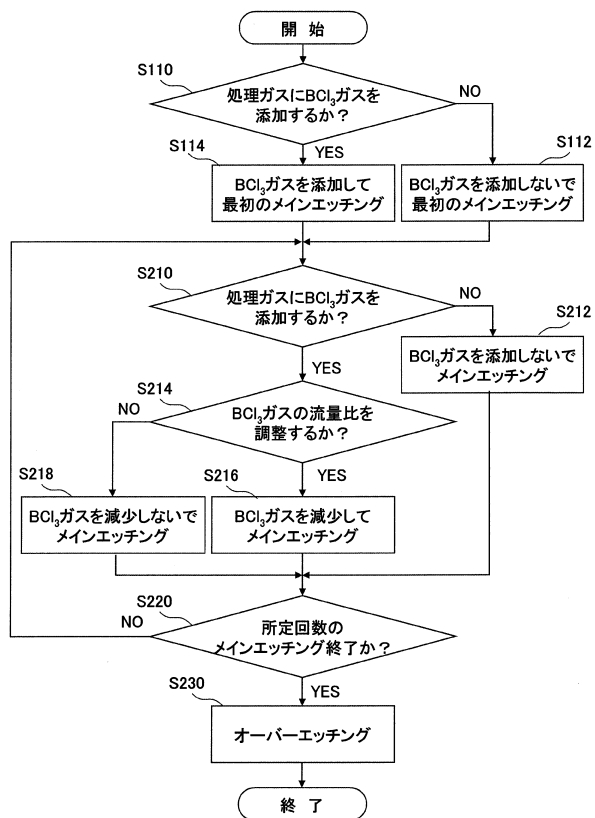 開 始
S110
処理ガスにBCl₃ガスを
添加するか?
NO
YES
S114
BCl₃ガスを添加して
最初のメインエッチング
S112
BCl₃ガスを添加しないで
最初のメインエッチング
S210
処理ガスにBCl₃ガスを
添加するか?
NO
YES
S212
BCl₃ガスを添加しないで
メインエッチング
S214
BCl₃ガスの流量比を
調整するか?
NO
YES
S218
BCl₃ガスを減少しないで
メインエッチング
S216
BCl₃ガスを減少して
メインエッチング
S220
所定回数の
メインエッチング終了か?
NO
YES
S230
オーバーエッチング
終 了